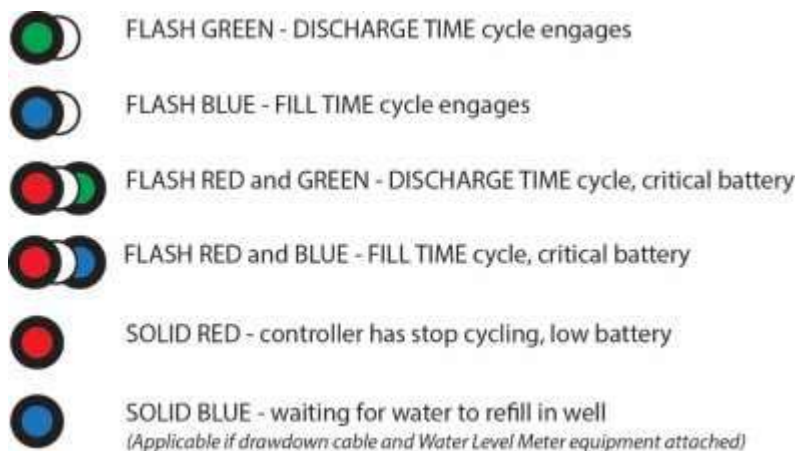 FLASH GREEN - DISCHARGE TIME cycle engages
FLASH BLUE - FILL TIME cycle engages
FLASH RED and GREEN - DISCHARGE TIME cycle, critical battery
FLASH RED and BLUE - FILL TIME cycle, critical battery
SOLID RED - controller has stop cycling, low battery
SOLID BLUE - waiting for water to refill in well
(Applicable if drawdown cable and Water Level Meter equipment attached)